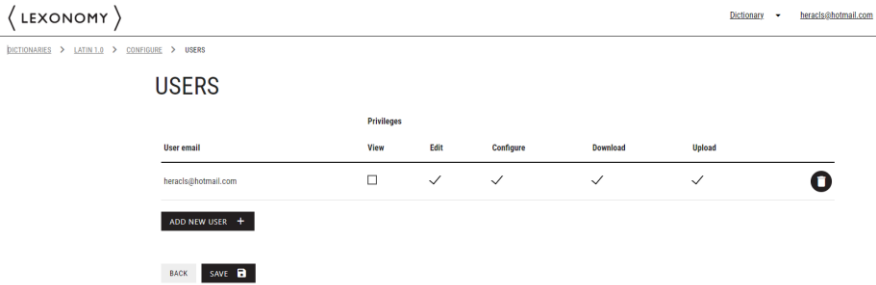 ⟨ LEXONOMY ⟩
Dictionary heracls@hotmail.com
DICTIONARIES > LATIN 1.0 > CONFIGURE > USERS
USERS
Privileges
User email View Edit Configure Download Upload
heracls@hotmail.com
ADD NEW USER +
BACK SAVE